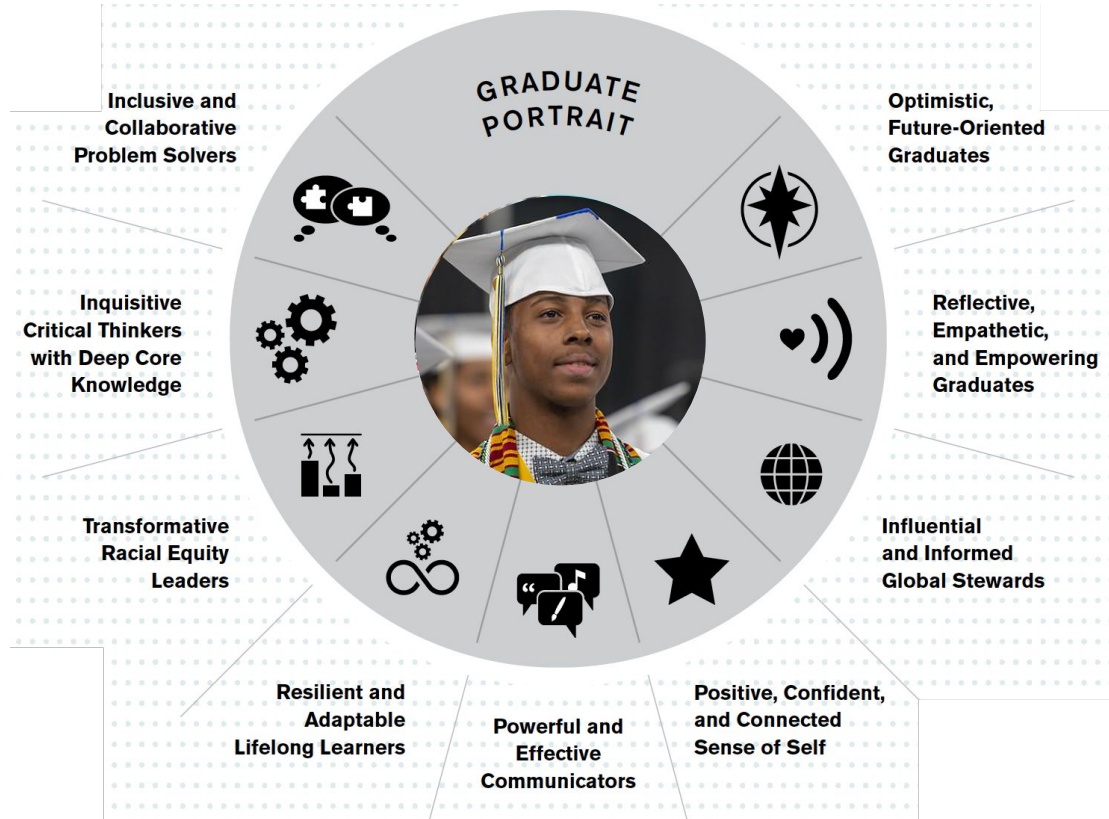 GRADUATE
PORTRAIT
Inclusive and
Collaborative
Problem Solvers
Optimistic,
Future-Oriented
Graduates
Inquisitive
Critical Thinkers
with Deep Core
Knowledge
Reflective,
Empathetic,
and Empowering
Graduates
Transformative
Racial Equity
Leaders
Influential
and Informed
Global Stewards
Resilient and
Adaptable
Lifelong Learners
Powerful and
Effective
Communicators
Positive, Confident,
and Connected
Sense of Self